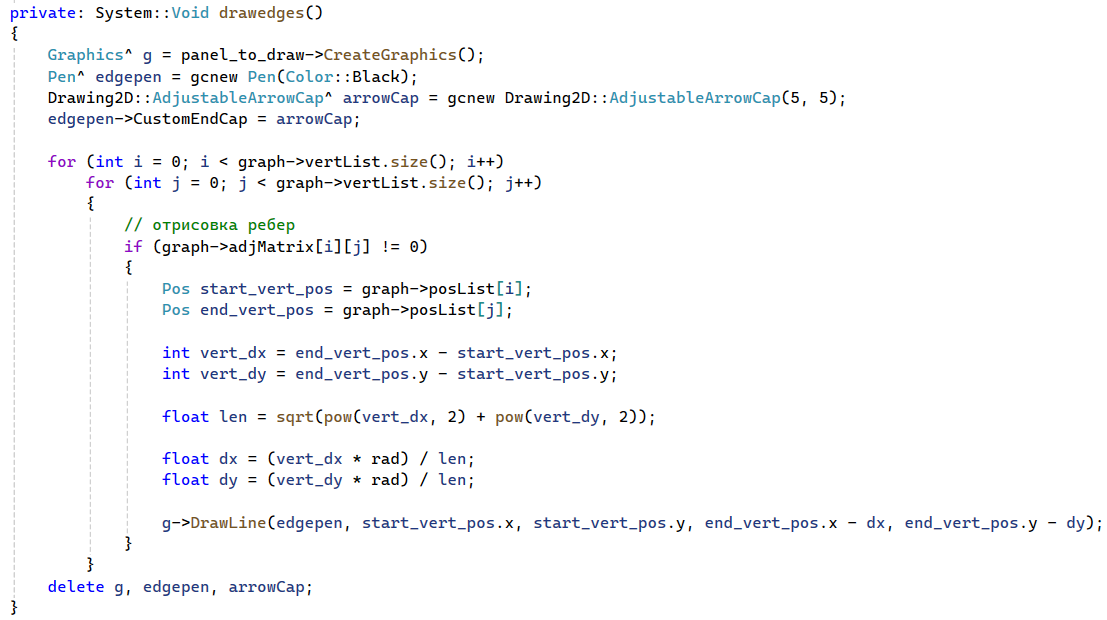 private: System::Void drawedges()
{
    Graphics^ g = panel_to_draw->CreateGraphics();
    Pen^ edgepen = gcnew Pen(Color::Black);
    Drawing2D::AdjustableArrowCap^ arrowCap = gcnew Drawing2D::AdjustableArrowCap(5, 5);
    edgepen->CustomEndCap = arrowCap;

    for (int i = 0; i < graph->vertList.size(); i++)
        for (int j = 0; j < graph->vertList.size(); j++)
        {
            // отрисовка ребер
            if (graph->adjMatrix[i][j] != 0)
            {
                Pos start_vert_pos = graph->posList[i];
                Pos end_vert_pos = graph->posList[j];

                int vert_dx = end_vert_pos.x - start_vert_pos.x;
                int vert_dy = end_vert_pos.y - start_vert_pos.y;

                float len = sqrt(pow(vert_dx, 2) + pow(vert_dy, 2));

                float dx = (vert_dx * rad) / len;
                float dy = (vert_dy * rad) / len;

                g->DrawLine(edgepen, start_vert_pos.x, start_vert_pos.y, end_vert_pos.x - dx, end_vert_pos.y - dy);
            }
        }
    delete g, edgepen, arrowCap;
}